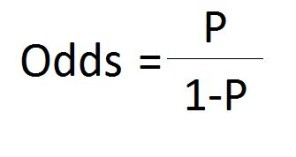 Odds = P
1-P